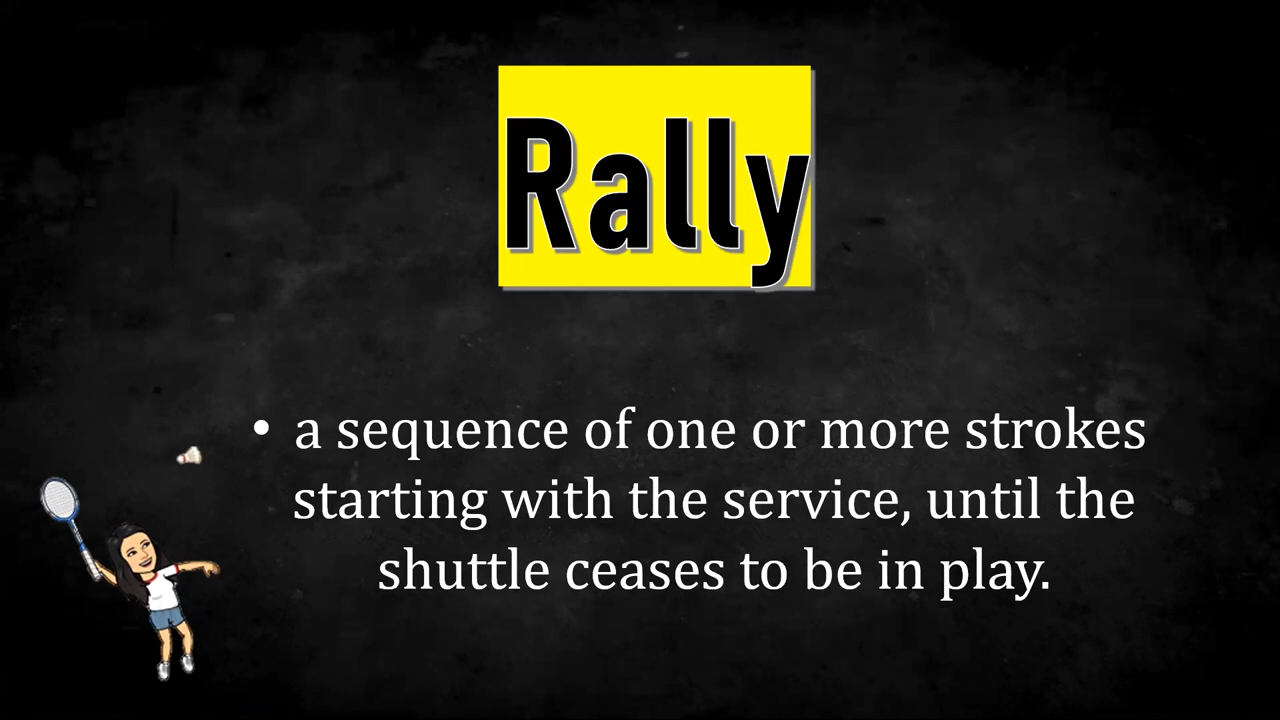 Rally
• a sequence of one or more strokes
starting with the service, until the
shuttle ceases to be in play.